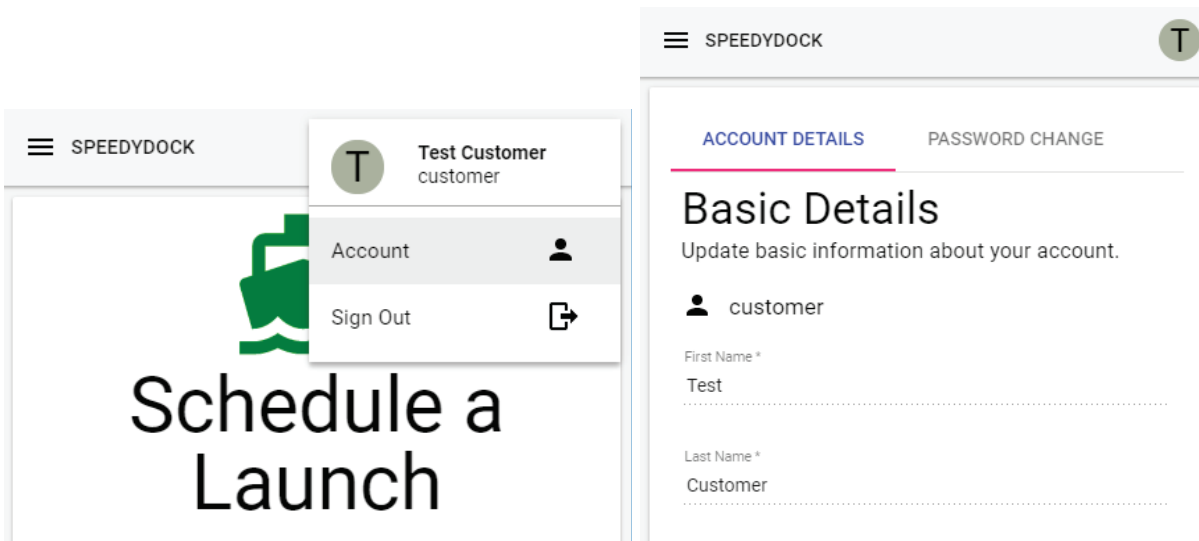 SPEEDYDOCK
T
Test Customer
customer
Account
Sign Out
Schedule a
Launch
SPEEDYDOCK
T
ACCOUNT DETAILS
PASSWORD CHANGE
Basic Details
Update basic information about your account.
customer
First Name *
Test
Last Name *
Customer